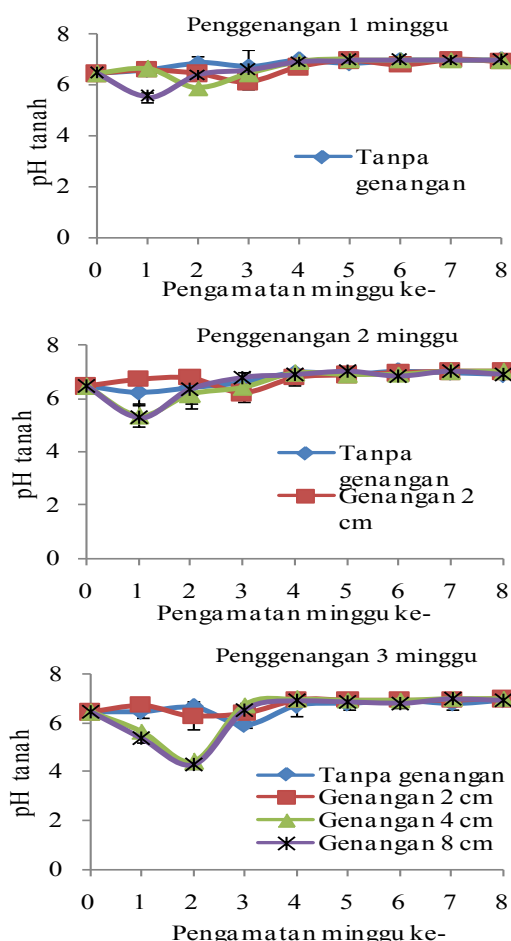 Penggenangan 1 minggu
8
6
4
2
0
pH tanah
Tanpa
genangan
0 1 2 3 4 5 6 7 8
Pengamatan minggu ke-
Penggenangan 2 minggu
8
6
4
2
0
pH tanah
Tanpa
genangan
Genangan 2
cm
0 1 2 3 4 5 6 7 8
Pengamatan minggu ke-
Penggenangan 3 minggu
8
6
4
2
0
pH tanah
Tanpa genangan
Genangan 2 cm
Genangan 4 cm
Genangan 8 cm
0 1 2 3 4 5 6 7 8
Pengamatan minggu ke-